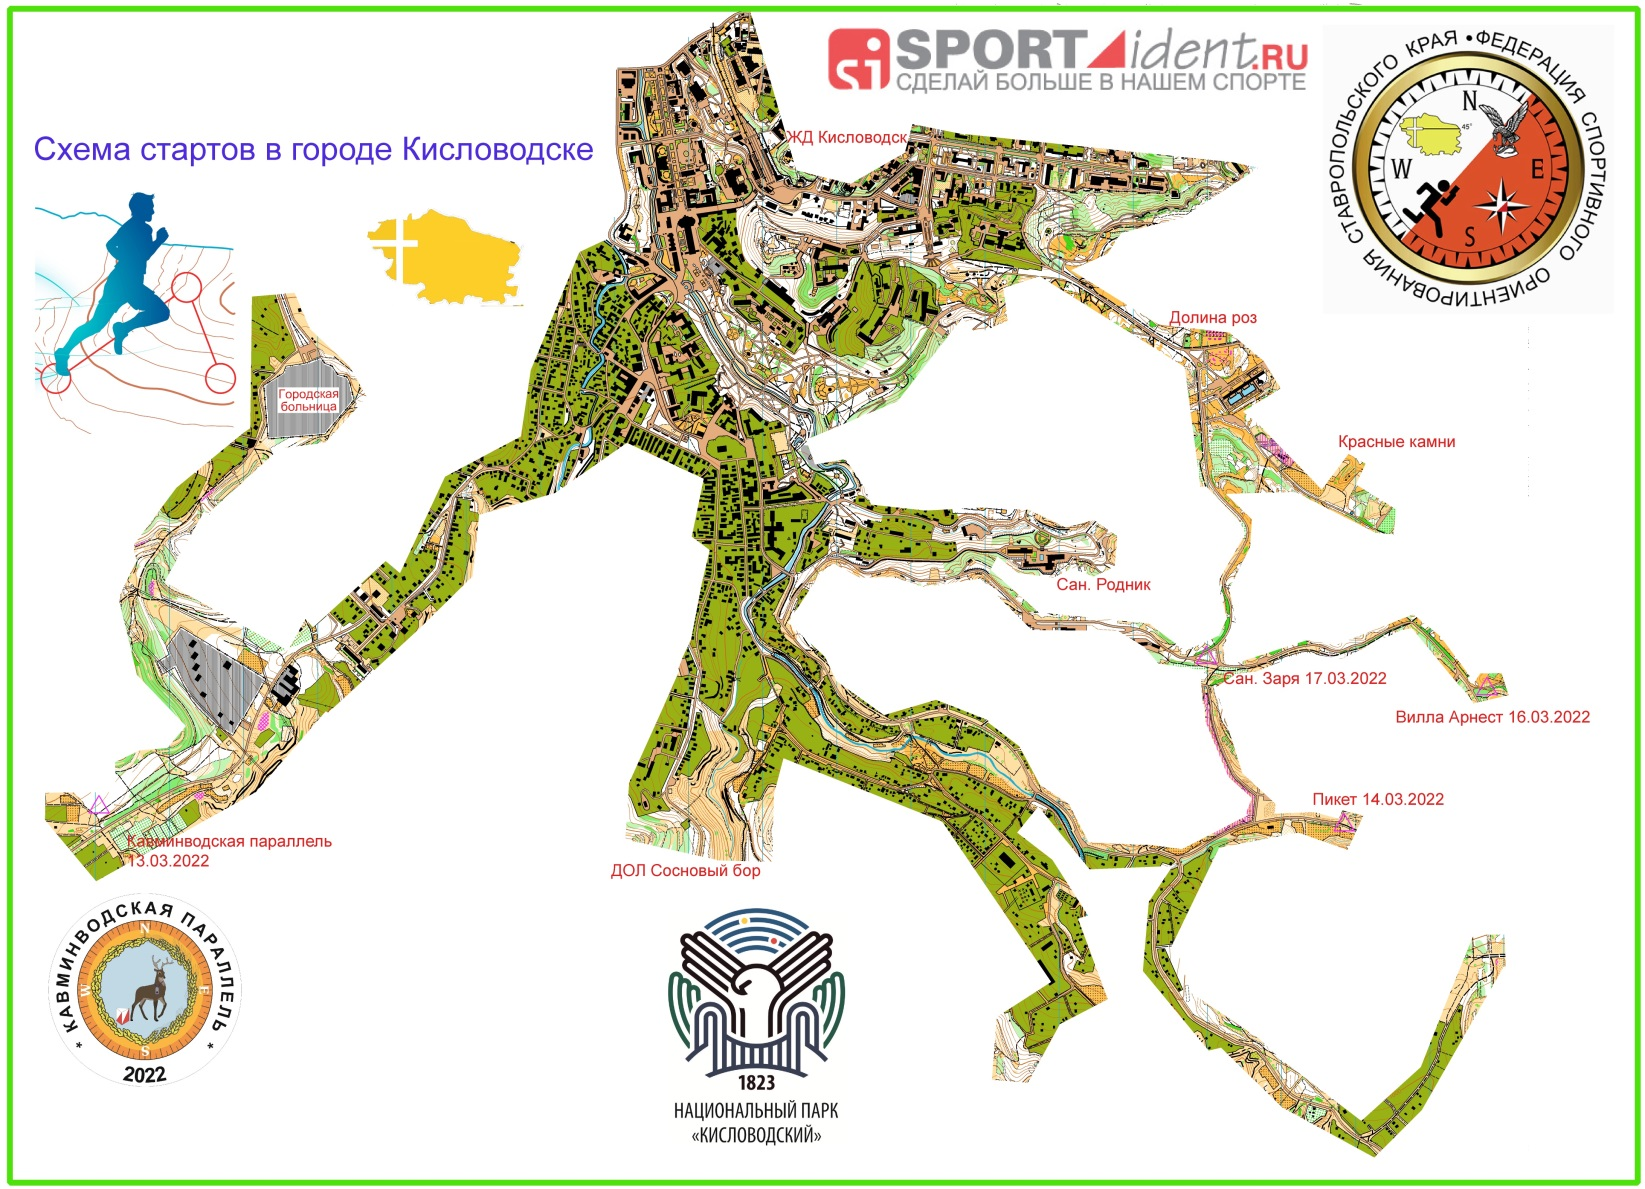 SPORTident.RU
СДЕЛАЙ БОЛЬШЕ В НАШЕМ СПОРТЕ
ФЕДЕРАЦИЯ СПОРТИВНОГО ОРИЕНТИРОВАНИЯ СТАВРОПОЛЬСКОГО КРАЯ •
N
45°
W
E
S
Схема стартов в городе Кисловодске
ЖД Кисловодск
Долина роз
Городская
больница
Красные камни
Сан. Родник
Сан. Заря 17.03.2022
Вилла Арнест 16.03.2022
Пикет 14.03.2022
Кавминводская параллель
13.03.2022
ДОЛ Сосновый бор
* КАВМИНВОДСКАЯ ПАРАЛЛЕЛЬ *
N
W
E
S
2022
1823
НАЦИОНАЛЬНЫЙ ПАРК
«КИСЛОВОДСКИЙ»